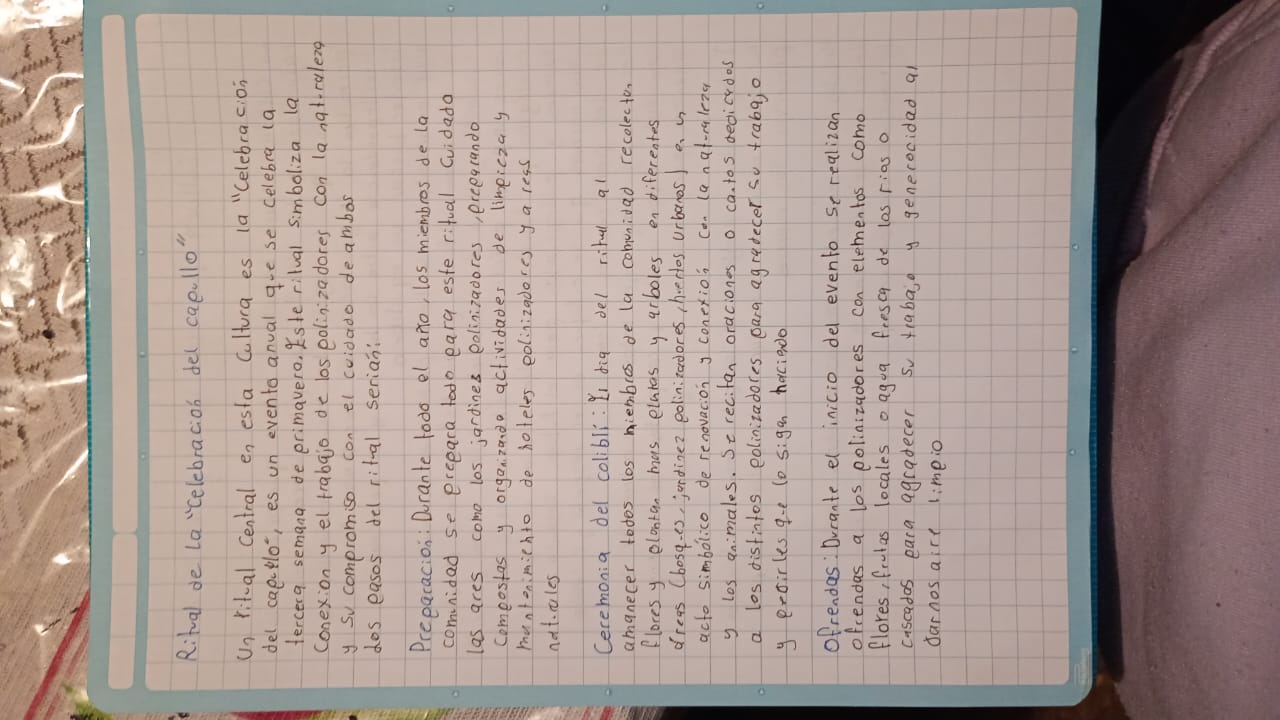 Ritual de la "Celebración del capullo"
Un ritual Central en esta Cultura es la "Celebración
del capullo", es un evento anual que se celebra la
tercera semana de primavera. Este ritual simboliza la
Conexion y el trabajo de los polinizadores con la naturaleza
y su compromiso con el cuidado de ambos
los pasos del ritual serian:
Preparacion: Durante todo el año, los miembros de la
comunidad se prepara todo para este ritual Cuidado
las ares como los jardines polinizadores, preparando
Compostas y organizando actividades de limpieza y
mantenimiento de hoteles polinizadores y areas
naturales
Ceremonia del colibli: El dia del ritual al
amanecer todos los miembros de la comunidad recolectan
flores y plantan mas plantas y arboles en diferentes
áreas (bosques, jardinez polinizadores, huertos urbanos) en un
acto simbólico de renovación y conexión con la naturaleza
y los animales. Se recitan oraciones o cantos dedicados
a los distintos polinizadores para agradecer su trabajo
y pedirles que lo sigan haciendo
Ofrendas: Durante el inicio del evento se realizan
ofrendas a los polinizadores con elementos como
flores, frutas locales o agua fresca de los rios o
cascadas para agradecer su trabajo y generocidad al
darnos aire limpio